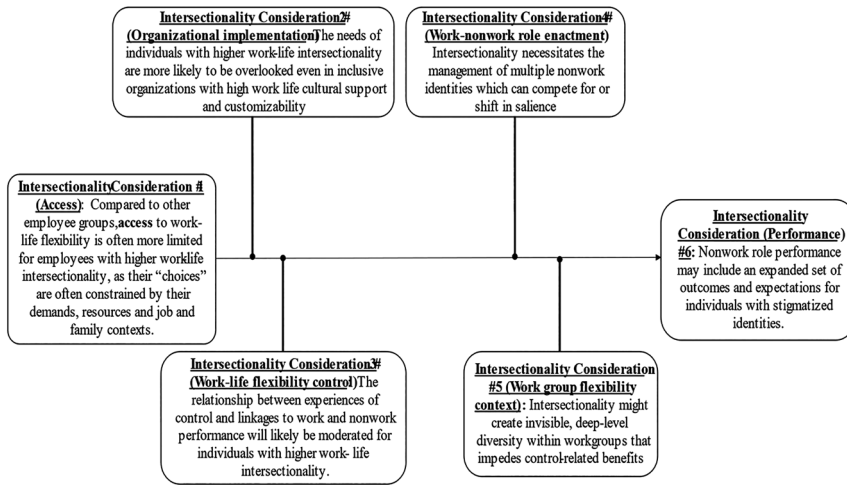 Intersectionality Consideration2#
(Organizational implementation)The needs of
individuals with higher work-life intersectionality
are more likely to be overlooked even in inclusive
organizations with high work life cultural support
and customizability
Intersectionality Consideration4#
(Work-nonwork role enactment)
Intersectionality necessitates the
management of multiple nonwork
identities which can compete for or
shift in salience
IntersectionalityConsideration #1
(Access): Compared to other
employee groups,access to work-
life flexibility is often more limited
for employees with higher worklife
intersectionality, as their “choices”
are often constrained by their
demands, resources and job and
family contexts.
Intersectionality
Consideration (Performance)
#6: Nonwork role performance
may include an expanded set of
outcomes and expectations for
individuals with stigmatized
identities.
Intersectionality Consideration3#
(Work-life flexibility control)The
relationship between experiences of
control and linkages to work and nonwork
performance will likely be moderated for
individuals with higher work- life
intersectionality.
Intersectionality Consideration
#5 (Work group flexibility
context): Intersectionality might
create invisible, deep-level
diversity within workgroups that
impedes control-related benefits